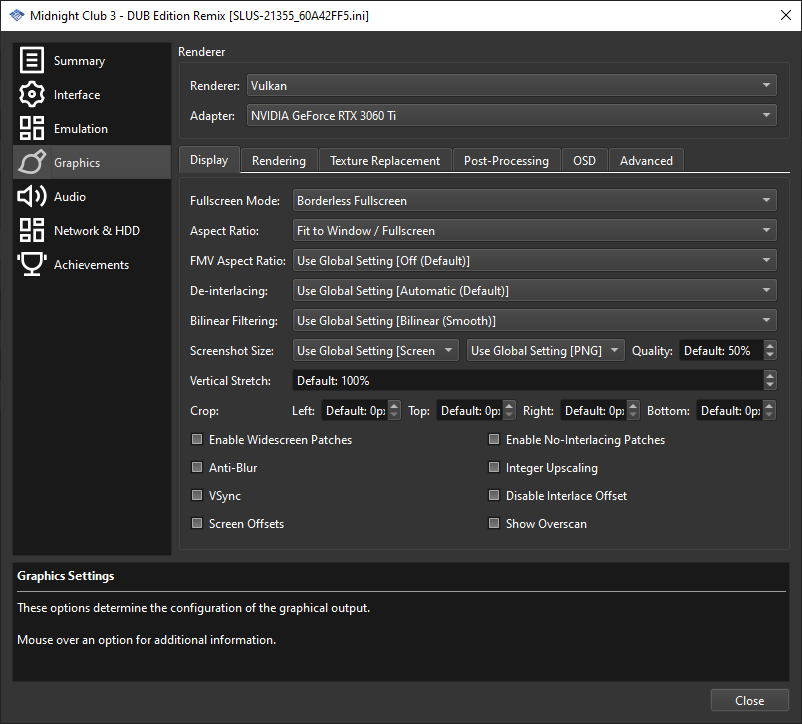 Midnight Club 3 - DUB Edition Remix [SLUS-21355_60A42FF5.ini]
Summary
Interface
Emulation
Graphics
Audio
Network & HDD
Achievements
Renderer
Renderer: Vulkan
Adapter: NVIDIA GeForce RTX 3060 Ti
Display Rendering Texture Replacement Post-Processing OSD Advanced
Fullscreen Mode: Borderless Fullscreen
Aspect Ratio: Fit to Window / Fullscreen
FMV Aspect Ratio: Use Global Setting [Off (Default)]
De-interlacing: Use Global Setting [Automatic (Default)]
Bilinear Filtering: Use Global Setting [Bilinear (Smooth)]
Screenshot Size: Use Global Setting [Screen Use Global Setting [PNG] Quality: Default: 50%
Vertical Stretch: Default: 100%
Crop: Left: Default: 0px Top: Default: 0px Right: Default: 0px Bottom: Default: 0px
Enable Widescreen Patches Enable No-Interlacing Patches
Anti-Blur Integer Upscaling
VSync Disable Interlace Offset
Screen Offsets Show Overscan
Graphics Settings
These options determine the configuration of the graphical output.
Mouse over an option for additional information.
Close